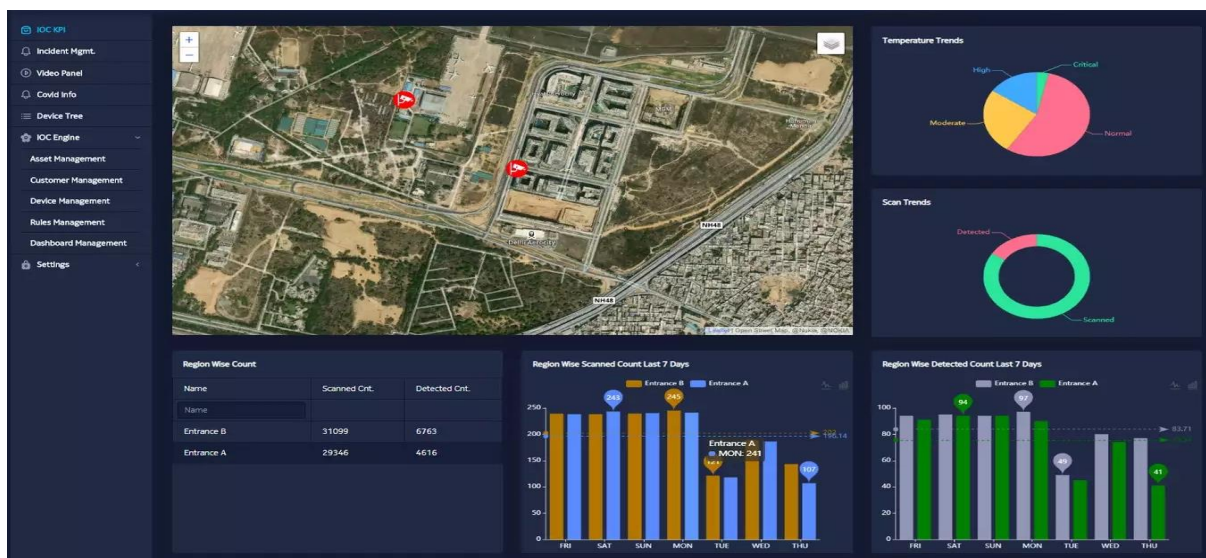 IOC KPI
Incident Mgmt.
Video Panel
Covid Info
Device Tree
IOC Engine
Asset Management
Customer Management
Device Management
Rules Management
Dashboard Management
Settings
+
−
NH48
NH48
Delhi Aerocity
Temperature Trends
High
Critical
Moderate
Normal
Scan Trends
Detected
Scanned
Region Wise Count
Name Scanned Cnt. Detected Cnt.
Name
Entrance B 31099 6763
Entrance A 29346 4616
Region Wise Scanned Count Last 7 Days
Entrance B Entrance A
243
245
250
200
150
100
50
0
196.14
Entrance A
MON: 241
107
FRI SAT SUN MON TUE WED THU
Region Wise Detected Count Last 7 Days
Entrance B Entrance A
94
97
100
80
60
40
20
0
83.71
49
41
FRI SAT SUN MON TUE WED THU